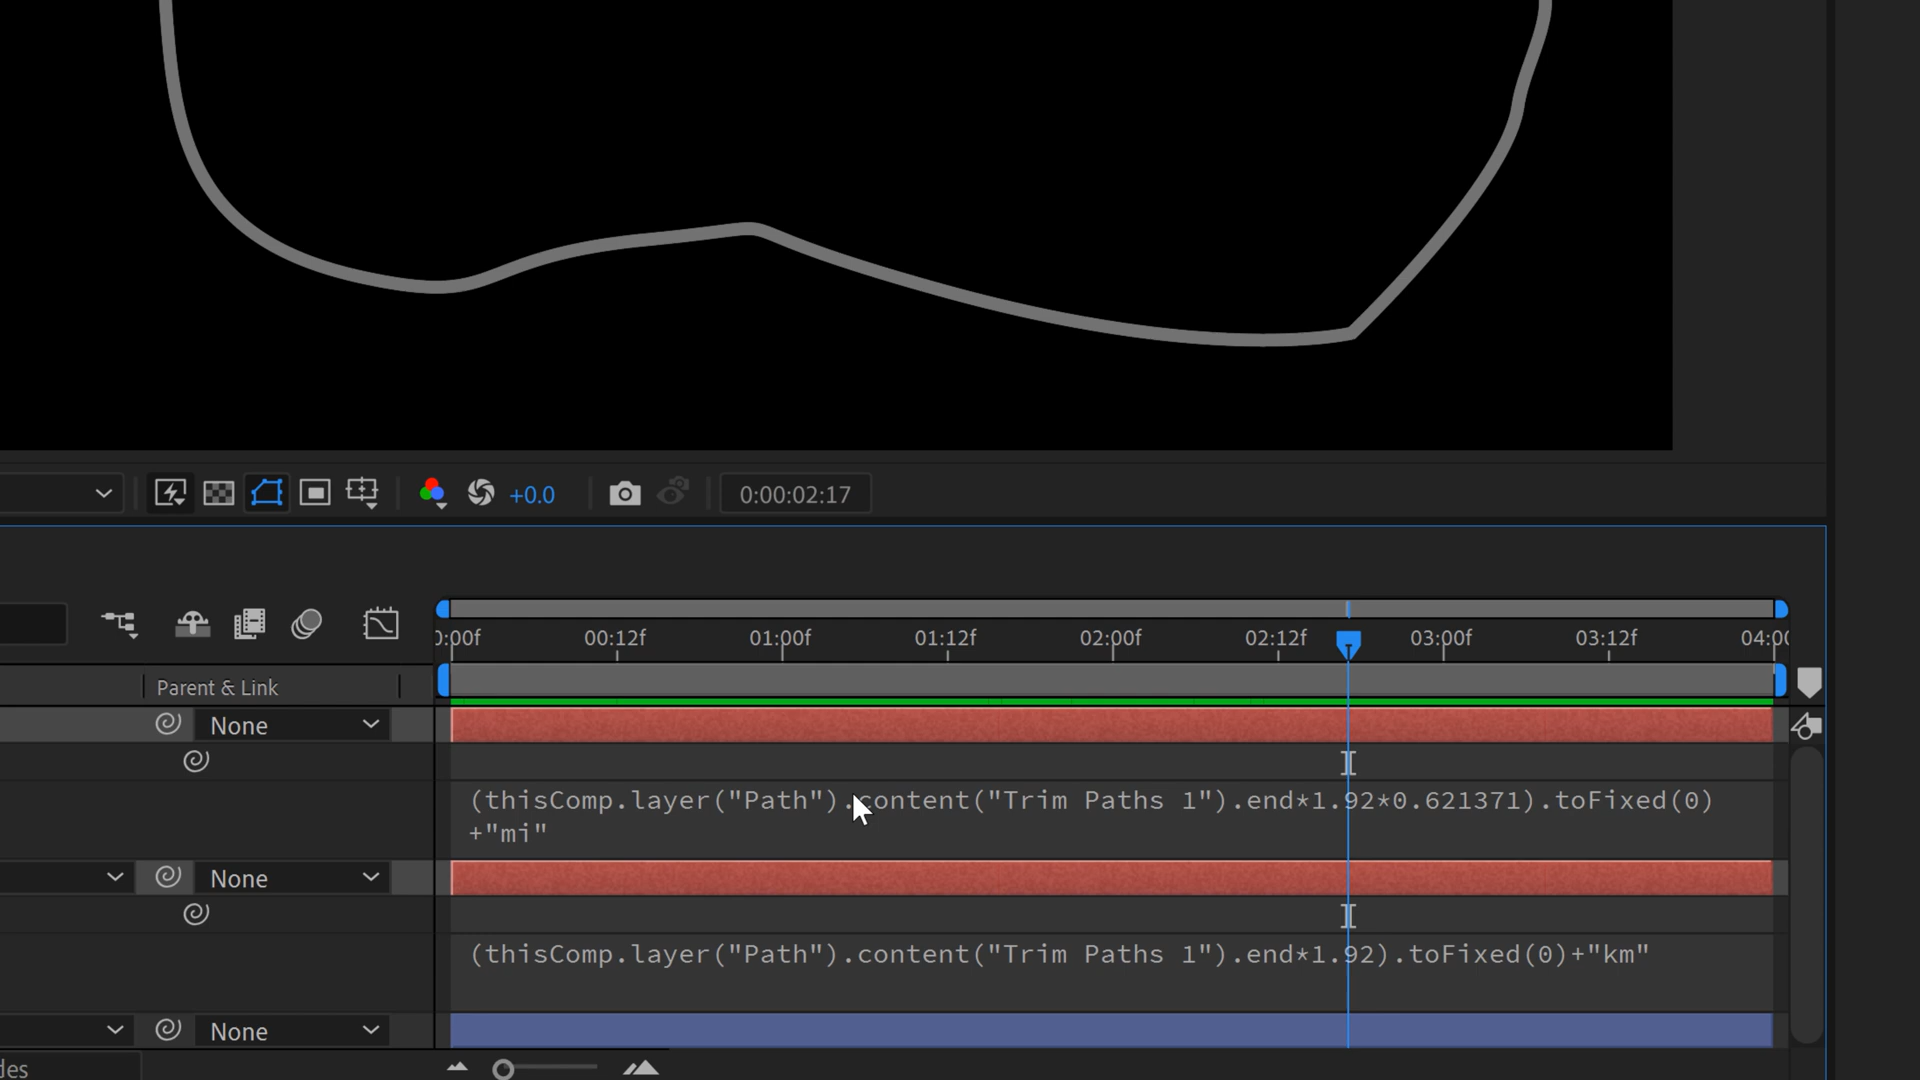 +0.0
0:00:02:17
0:00f 00:12f 01:00f 01:12f 02:00f 02:12f 03:00f 03:12f 04:00
Parent & Link
None
(thisComp.layer("Path").content("Trim Paths 1").end*1.92*0.621371).toFixed(0)
+"mi"
None
(thisComp.layer("Path").content("Trim Paths 1").end*1.92).toFixed(0)+"km"
None
des